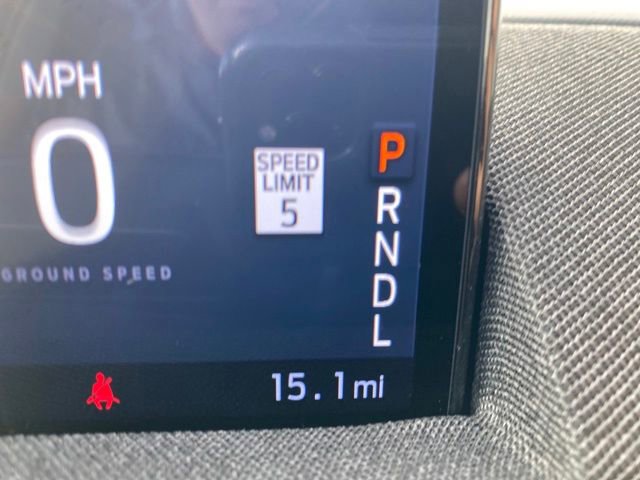 MPH
0
GROUND SPEED
SPEED
LIMIT
5
P
R
N
D
L
15.1mi